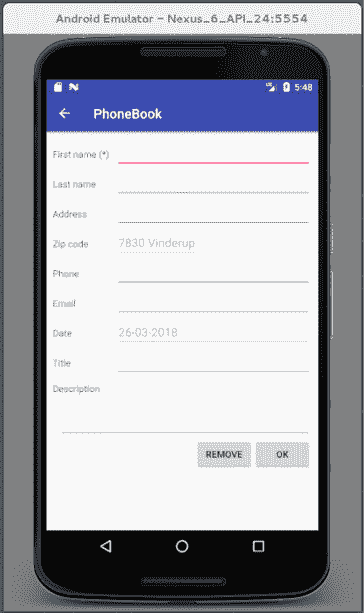 Android Emulator - Nexus_6_API_24:5554
5:48
PhoneBook
First name (*)
Last name
Address
Zip code 7830 Vinderup
Phone
Email
Date 26-03-2018
Title
Description
REMOVE OK